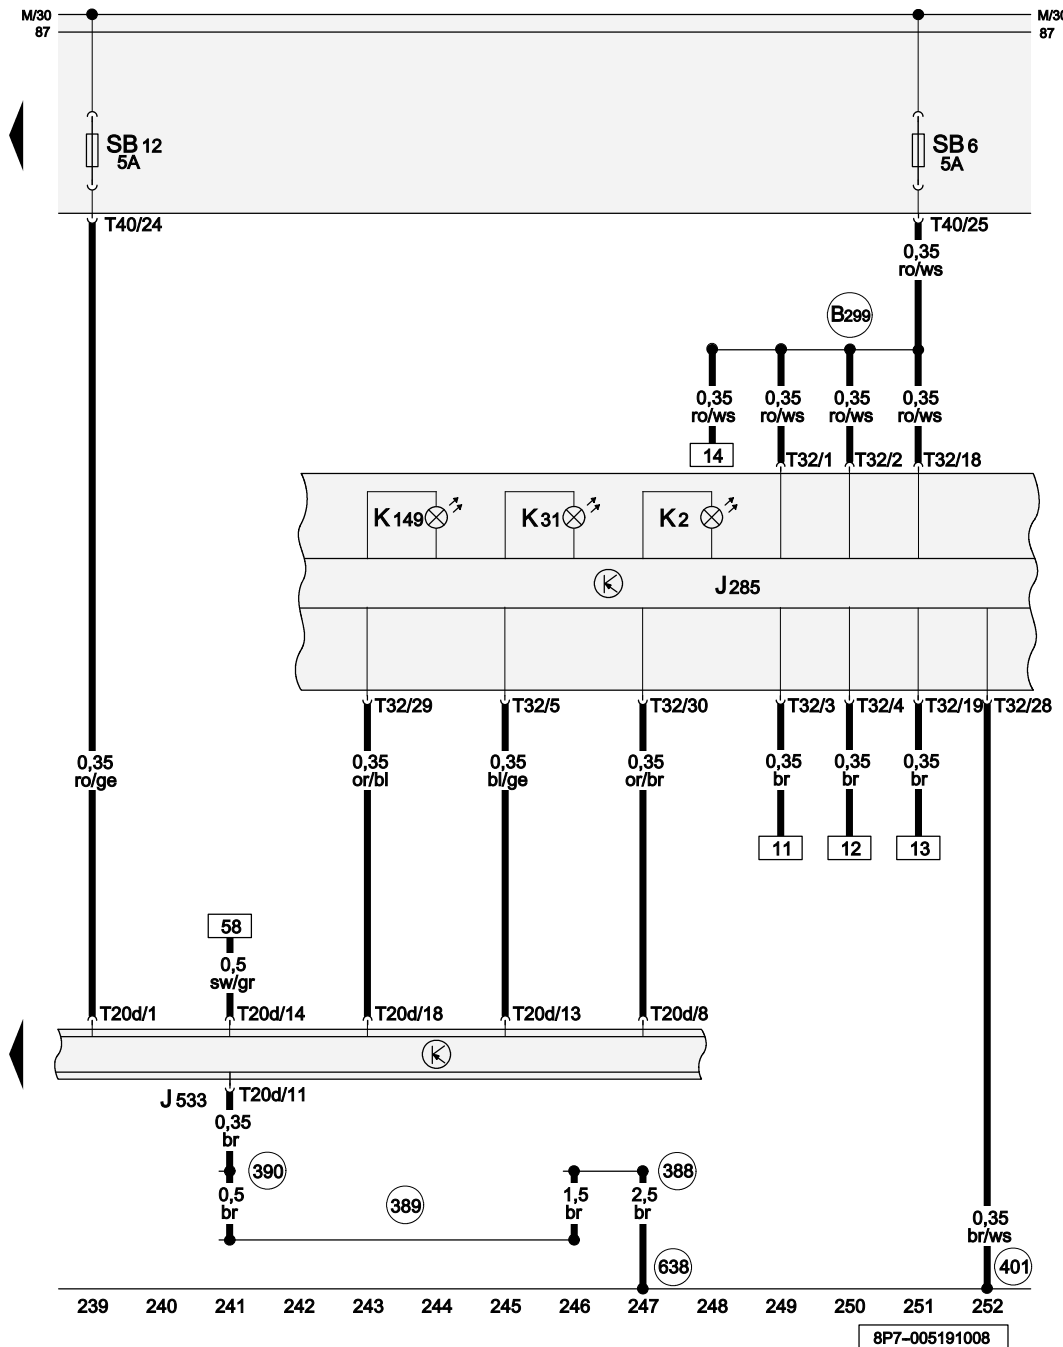 M/30
M/30
87
87
SB 12
5A
SB 6
5A
T40/24
T40/25
0,35
ro/ws
B299
0,35
ro/ws
0,35
ro/ws
0,35
ro/ws
0,35
ro/ws
14
T32/1
T32/2
T32/18
K 149
K 31
K 2
J 285
T32/29
T32/5
T32/30
T32/3
T32/4
T32/19
T32/28
0,35
ro/ge
0,35
or/bl
0,35
bl/ge
0,35
or/br
0,35
br
0,35
br
0,35
br
11
12
13
58
0,5
sw/gr
T20d/1
T20d/14
T20d/18
T20d/13
T20d/8
J 533
T20d/11
0,35
br
390
388
0,5
br
389
1,5
br
2,5
br
0,35
br/ws
638
401
239 240 241 242 243 244 245 246 247 248 249 250 251 252
8P7-005191008